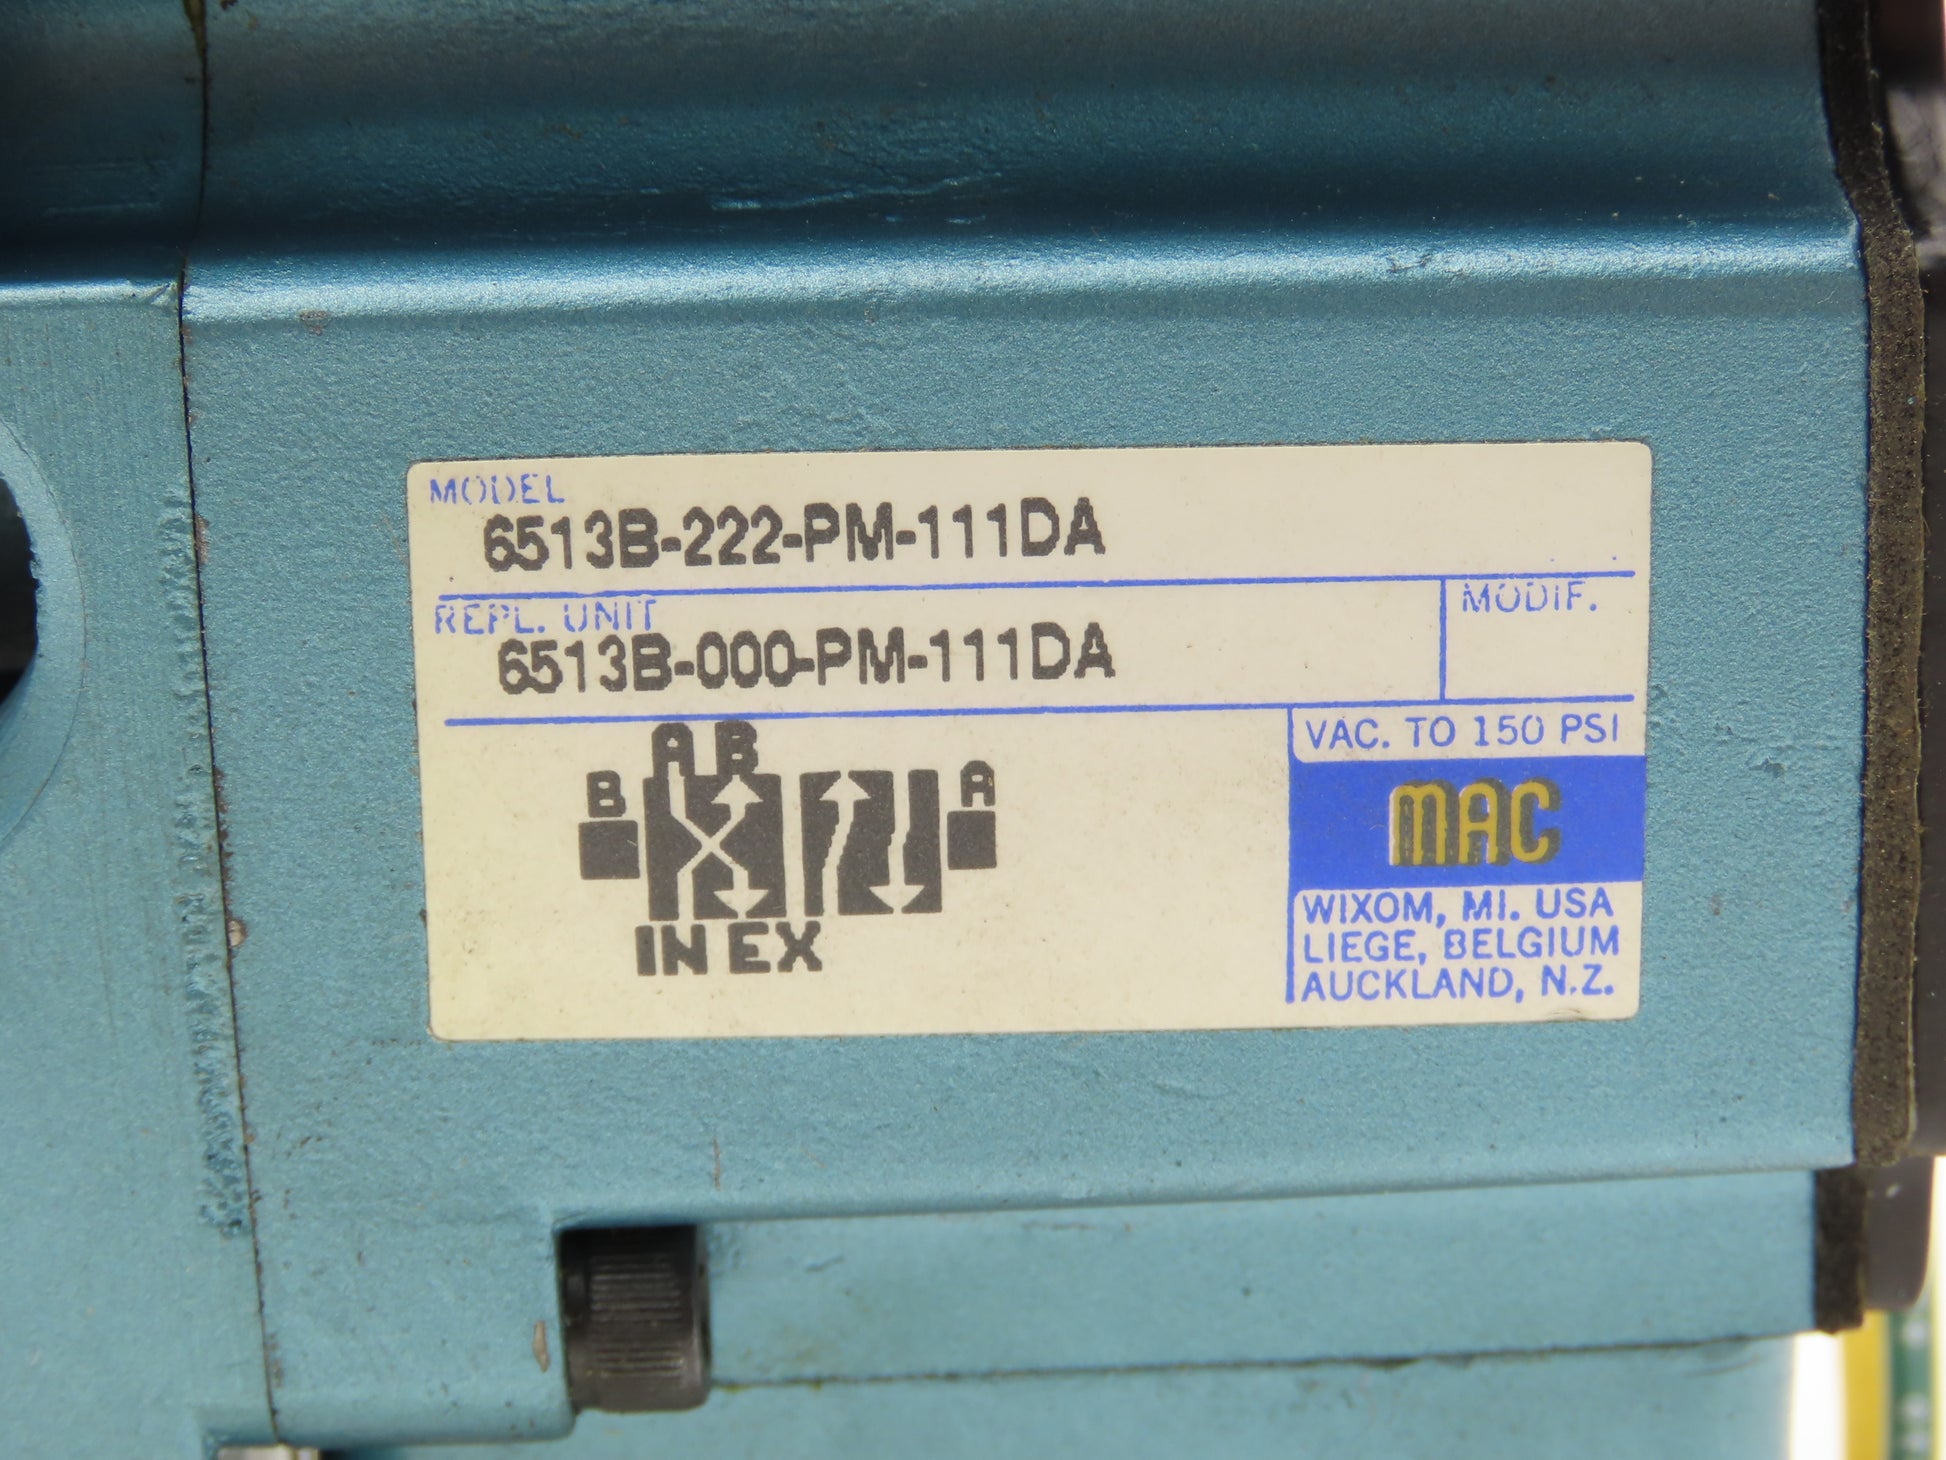 MODEL
6513B-222-PM-111DA
REPL. UNIT
MODIF.
6513B-000-PM-111DA
VAC. TO 150 PSI
A B
B A
MAC
IN EX
WIXOM, MI. USA
LIEGE, BELGIUM
AUCKLAND, N.Z.